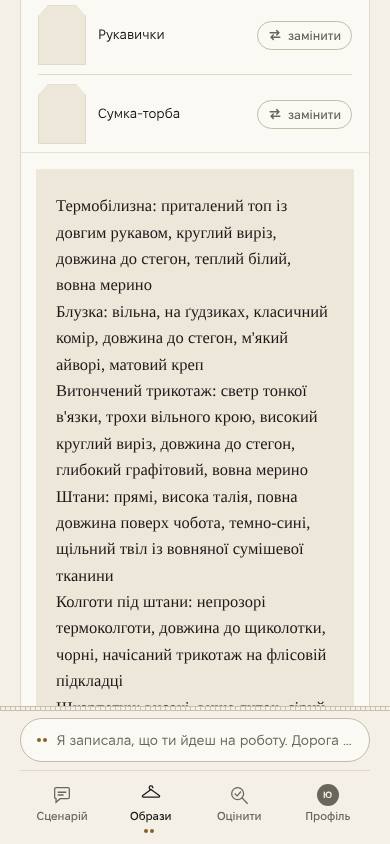 Рукавички
замінити
Сумка-торба
замінити
Термобілизна: приталений топ із
довгим рукавом, круглий виріз,
довжина до стегон, теплий білий,
вовна мерино
Блузка: вільна, на ґудзиках, класичний
комір, довжина до стегон, м'який
айворі, матовий креп
Витончений трикотаж: светр тонкої
в'язки, трохи вільного крою, високий
круглий виріз, довжина до стегон,
глибокий графітовий, вовна мерино
Штани: прямі, висока талія, повна
довжина поверх чобота, темно-сині,
щільний твіл із вовняної сумішевої
тканини
Колготи під штани: непрозорі
термоколготи, довжина до щиколотки,
чорні, начісаний трикотаж на флісовій
підкладці
Я записала, що ти йдеш на роботу. Дорога ...
Сценарій
Образи
Оцінити
Ю
Профіль